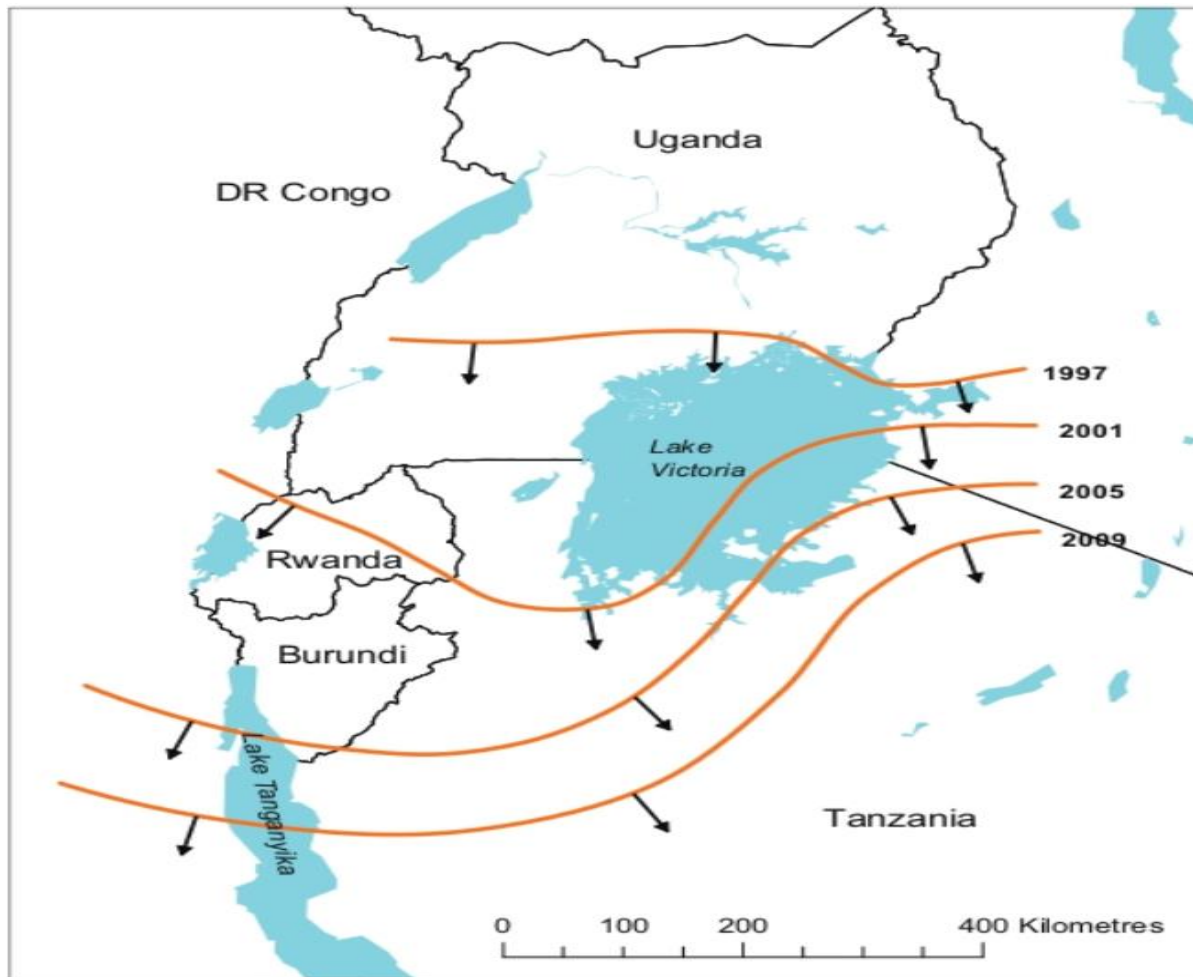 Uganda
DR Congo
1997
2001
Lake
Victoria
2005
2009
Rwanda
Burundi
Lake Tanganyika
Tanzania
0 100 200 400 Kilometres